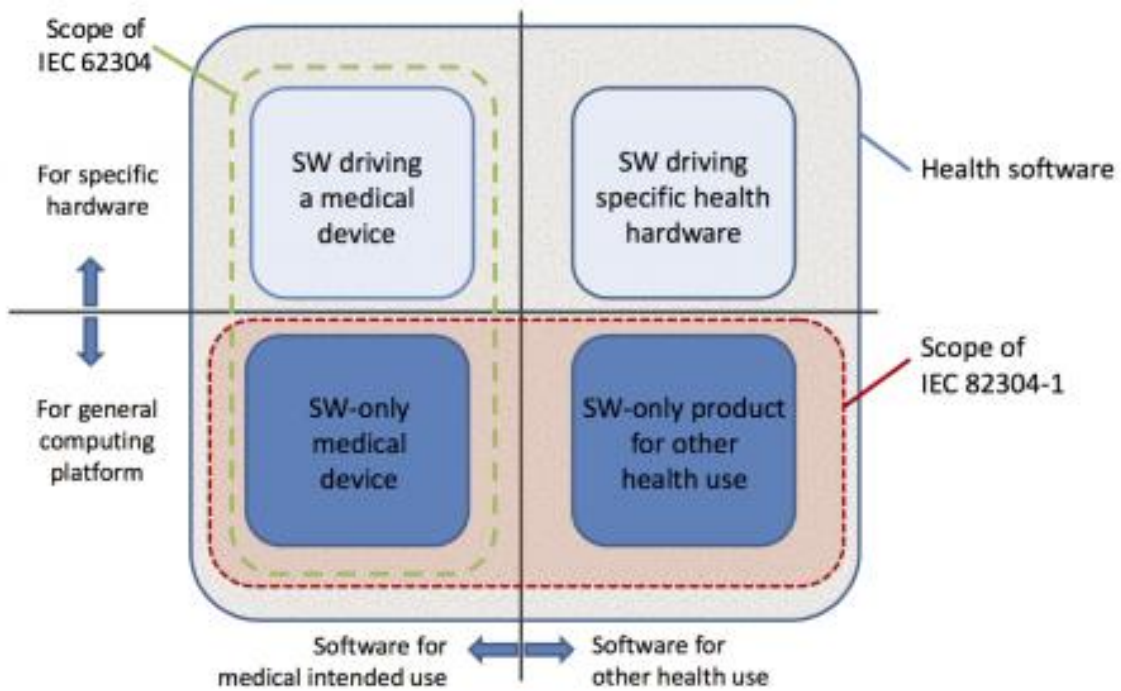 Scope of
IEC 62304
For specific
hardware
SW driving
a medical
device
SW driving
specific health
hardware
Health software
For general
computing
platform
SW-only
medical
device
SW-only product
for other
health use
Scope of
IEC 82304-1
Software for
medical intended use
Software for
other health use